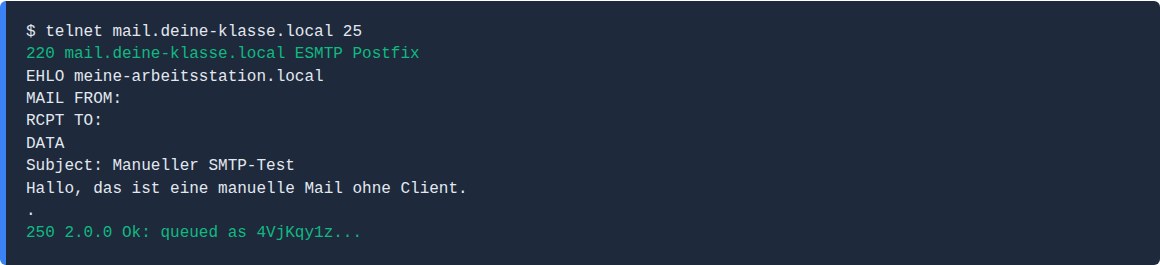 $ telnet mail.deine-klasse.local 25
220 mail.deine-klasse.local ESMTP Postfix
EHLO meine-arbeitsstation.local
MAIL FROM:
RCPT TO:
DATA
Subject: Manueller SMTP-Test
Hallo, das ist eine manuelle Mail ohne Client.
.
250 2.0.0 Ok: queued as 4VjKqy1z...